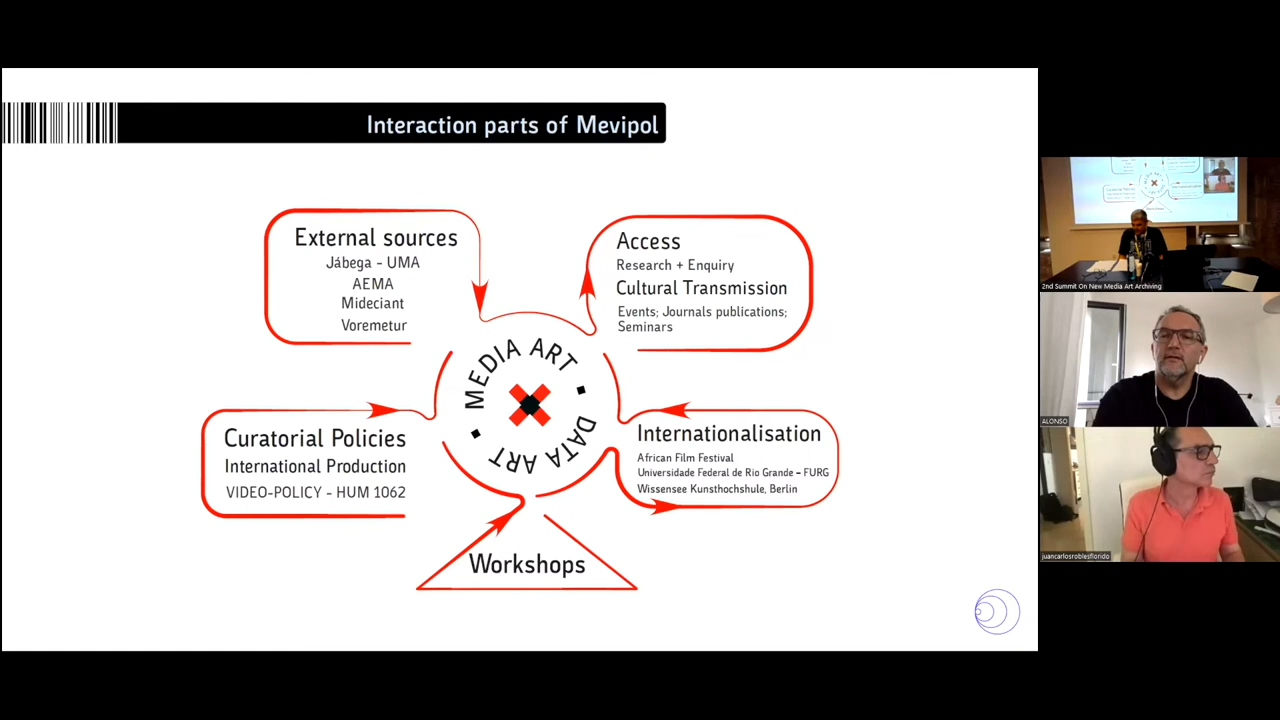 Interaction parts of Mevipol
External sources
Jábega - UMA
AEMA
Mideciant
Voremetur
Access
Research + Enquiry
Cultural Transmission
Events; Journals publications;
Seminars
MEDIA ART • DATA ART •
Curatorial Policies
International Production
VIDEO-POLICY - HUM 1062
Internationalisation
African Film Festival
Universidade Federal de Rio Grande – FURG
Wissensee Kunsthochshule, Berlin
Workshops
2nd Summit On New Media Art Archiving
ALONSO
juancarlosroblesflorido